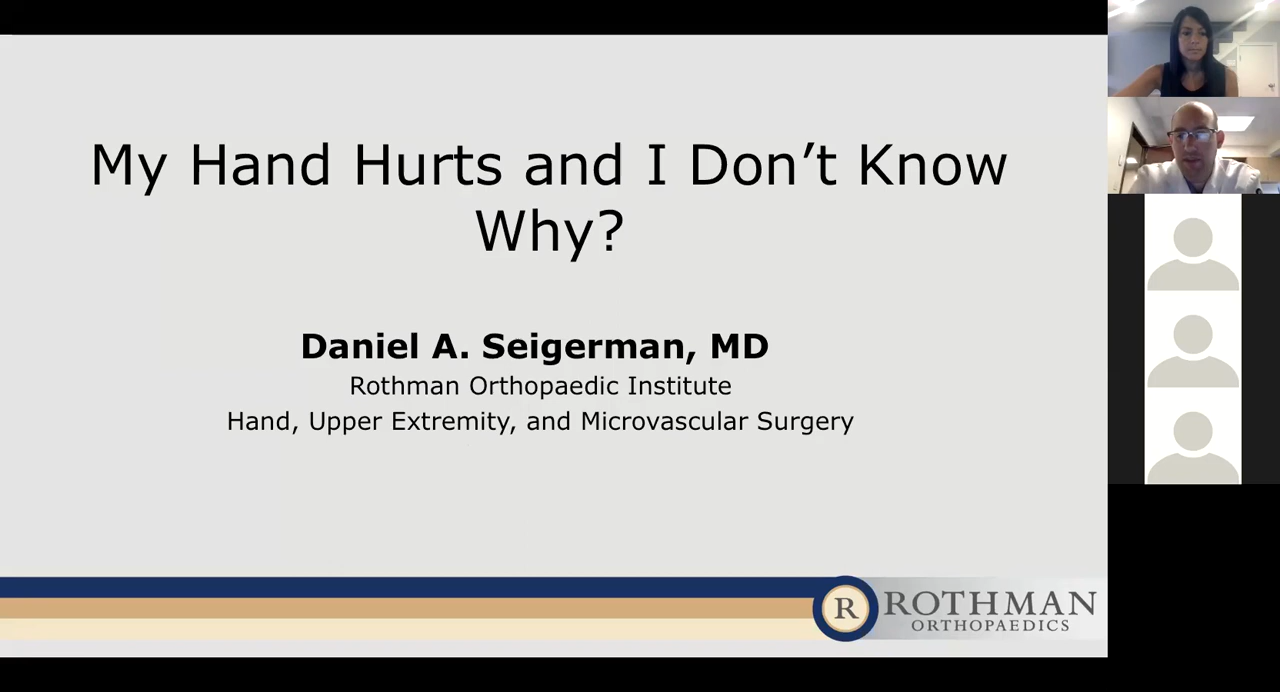 My Hand Hurts and I Don’t Know
Why?
Daniel A. Seigerman, MD
Rothman Orthopaedic Institute
Hand, Upper Extremity, and Microvascular Surgery
R ROTHMAN
ORTHOPAEDICS